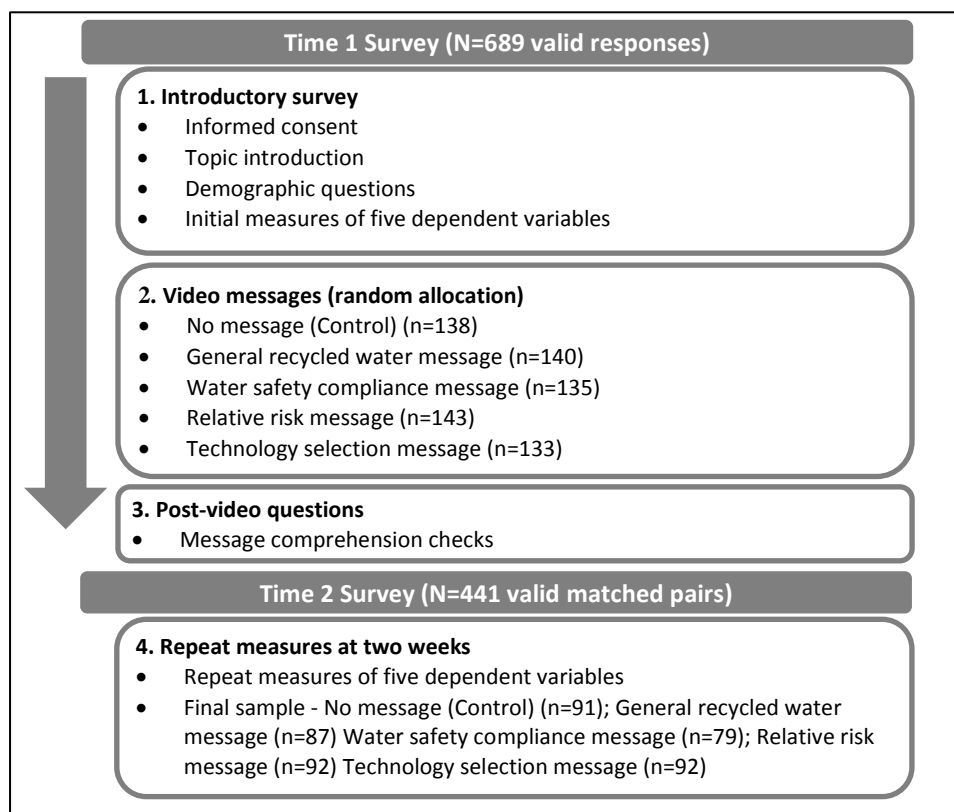 Time 1 Survey (N=689 valid responses)
1. Introductory survey
• Informed consent
• Topic introduction
• Demographic questions
• Initial measures of five dependent variables
2. Video messages (random allocation)
• No message (Control) (n=138)
• General recycled water message (n=140)
• Water safety compliance message (n=135)
• Relative risk message (n=143)
• Technology selection message (n=133)
3. Post-video questions
• Message comprehension checks
Time 2 Survey (N=441 valid matched pairs)
4. Repeat measures at two weeks
• Repeat measures of five dependent variables
• Final sample - No message (Control) (n=91); General recycled water
message (n=87) Water safety compliance message (n=79); Relative risk
message (n=92) Technology selection message (n=92)